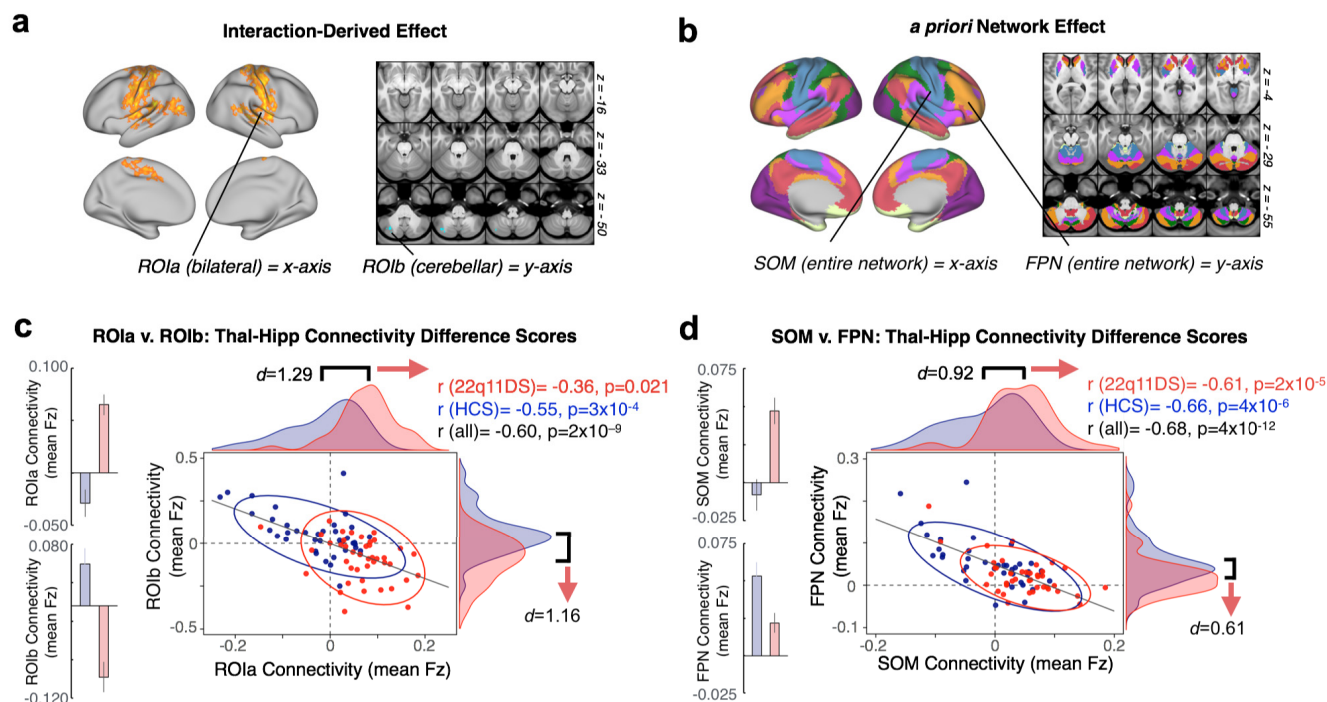 a
Interaction-Derived Effect
z = -16
z = -33
z = -50
ROIa (bilateral) = x-axis
ROIb (cerebellar) = y-axis
b
a priori Network Effect
z = -4
z = -29
z = -55
SOM (entire network) = x-axis
FPN (entire network) = y-axis
c
ROIa v. ROIb: Thal-Hipp Connectivity Difference Scores
0.100
ROIa Connectivity
(mean Fz)
-0.050
0.080
ROIb Connectivity
(mean Fz)
-0.120
d=1.29
r (22q11DS)= -0.36, p=0.021
r (HCS)= -0.55, p=3x10⁻⁴
r (all)= -0.60, p=2x10⁻⁹
0.5
0
-0.5
ROIb Connectivity
(mean Fz)
-0.2
0
0.2
ROIa Connectivity (mean Fz)
d=1.16
d
SOM v. FPN: Thal-Hipp Connectivity Difference Scores
0.075
SOM Connectivity
(mean Fz)
-0.025
0.075
FPN Connectivity
(mean Fz)
-0.025
d=0.92
r (22q11DS)= -0.61, p=2x10⁻⁵
r (HCS)= -0.66, p=4x10⁻⁶
r (all)= -0.68, p=4x10⁻¹²
0.3
0
-0.1
FPN Connectivity
(mean Fz)
-0.2
0
0.2
SOM Connectivity (mean Fz)
d=0.61